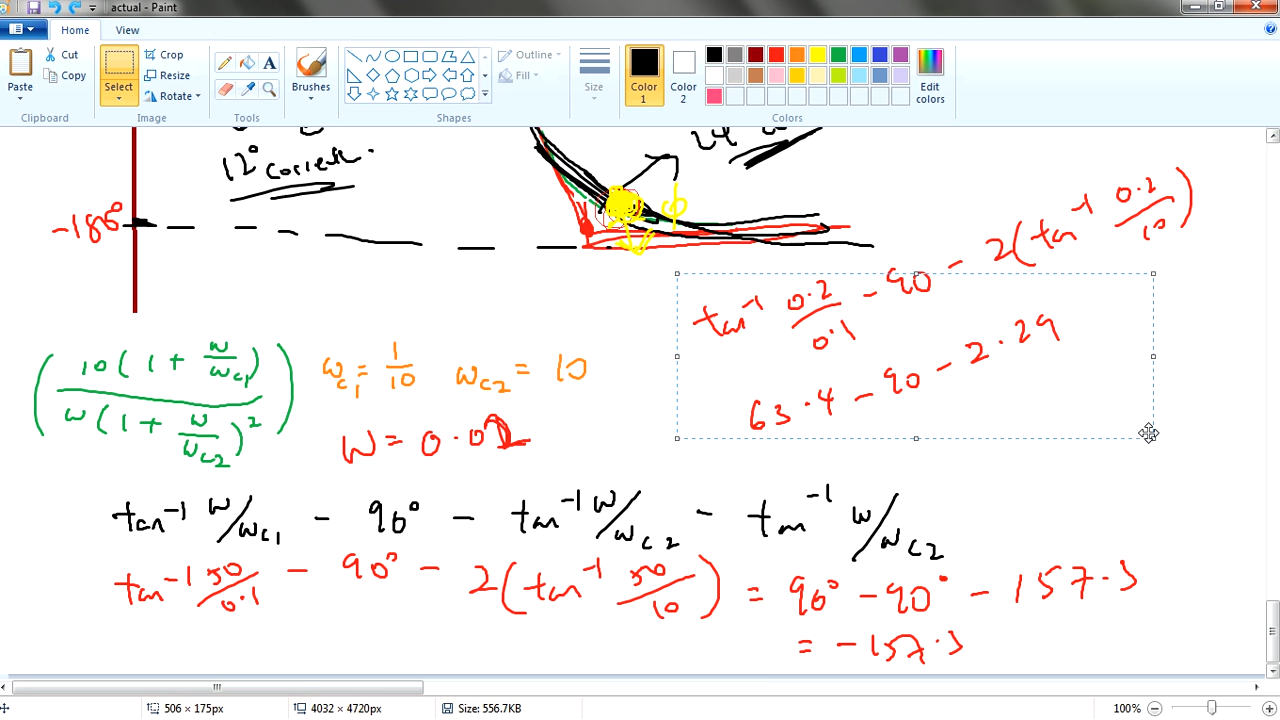 actual - Paint
Home View
Paste Cut Copy
Select Crop Resize Rotate
Brushes
Outline Fill
Size
Color 1 Color 2
Edit colors
Clipboard Image Tools Shapes Colors
12° correct.
24
-180°
ϕ
tan⁻¹ 0.2/0.1 - 90 - 2(tan⁻¹ 0.2/10)
63.4 - 90 - 2.29
(10(1 + w/wc1) / w(1 + w/wc2)²)
wc1 = 1/10 wc2 = 10
W = 0.02
tan⁻¹ w/wc1 - 90° - tan⁻¹ w/wc2 - tan⁻¹ w/wc2
tan⁻¹ 50/0.1 - 90° - 2(tan⁻¹ 50/10) = 90° - 90° - 157.3
= -157.3
506 × 175px 4032 × 4720px Size: 556.7KB 100%